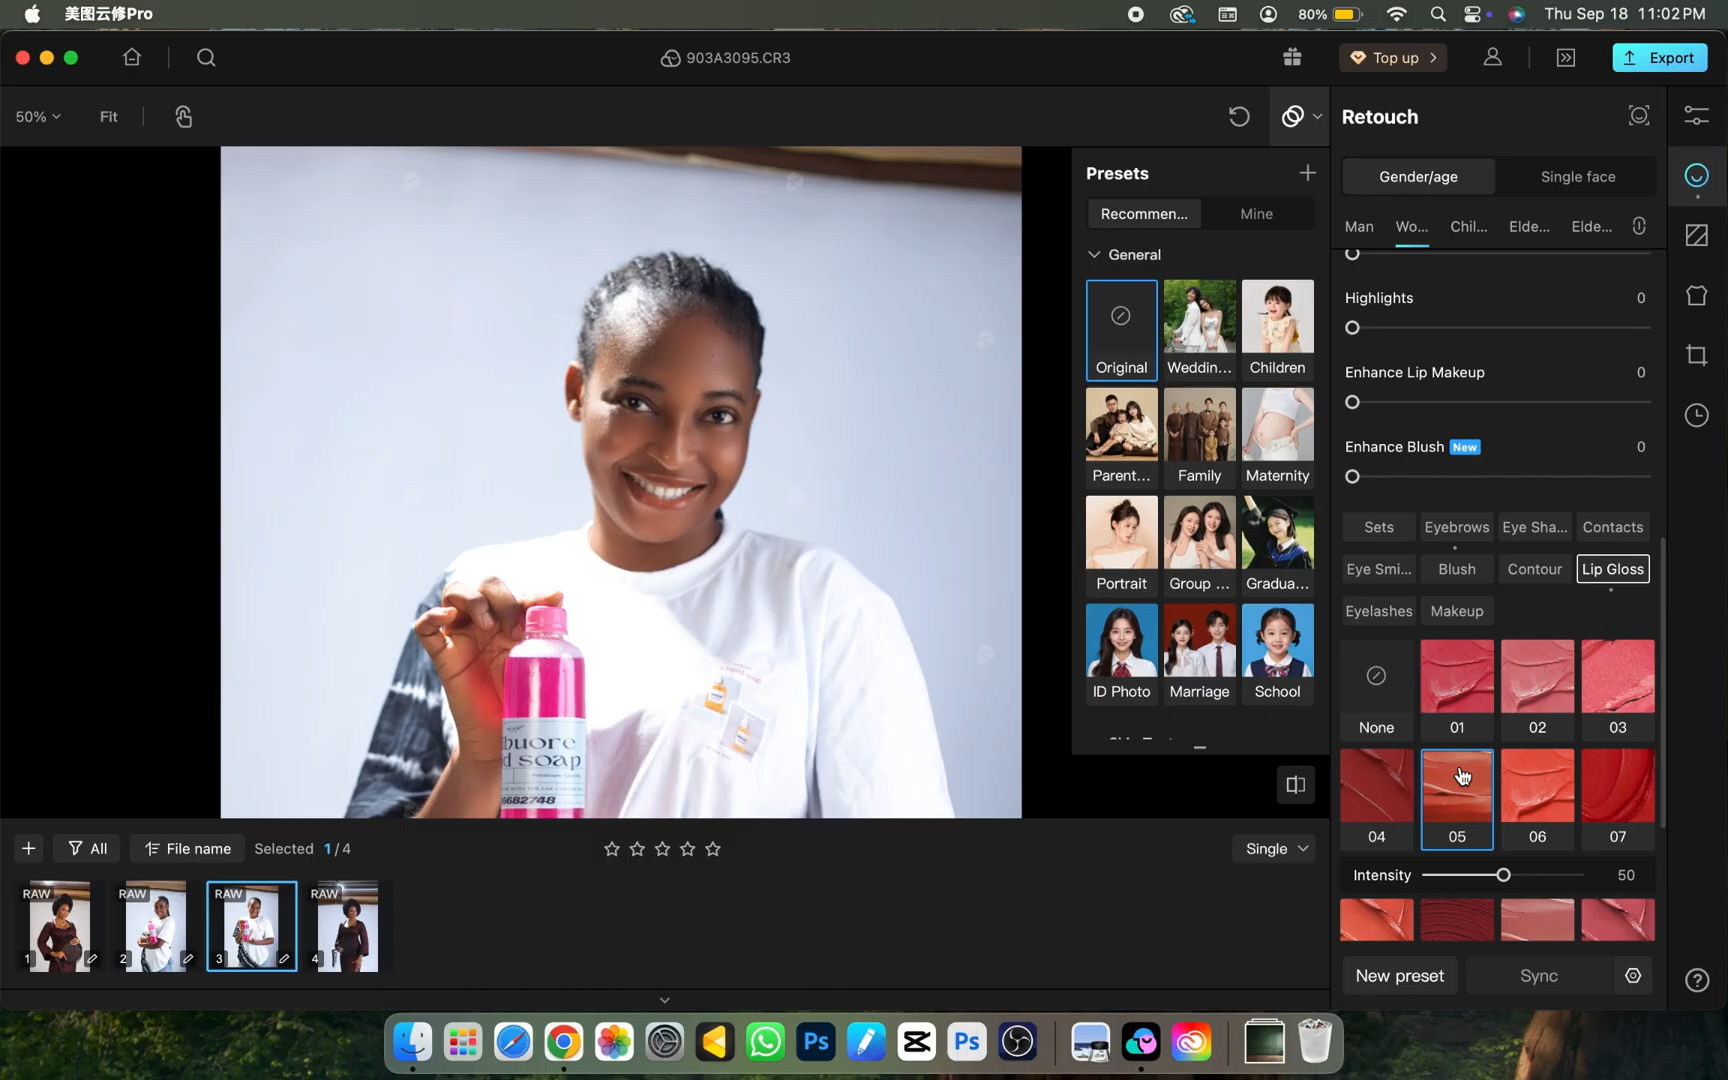 美图云修Pro
80%
Thu Sep 18 11:02 PM
903A3095.CR3
Top up
Export
50%
Fit
Presets
Recommen...
Mine
General
Original
Weddin...
Children
Parent...
Family
Maternity
Portrait
Group ...
Gradua...
ID Photo
Marriage
School
Retouch
Gender/age
Single face
Man
Wo...
Chil...
Elde...
Elde...
Highlights
0
Enhance Lip Makeup
0
Enhance Blush New
0
Sets
Eyebrows
Eye Sha...
Contacts
Eye Smi...
Blush
Contour
Lip Gloss
Eyelashes
Makeup
None
01
02
03
04
05
06
07
Intensity
50
New preset
Sync
buore
d soap
6682748
All
File name
Selected 1/4
Single
RAW
1
RAW
2
RAW
3
RAW
4
Ps
Ps